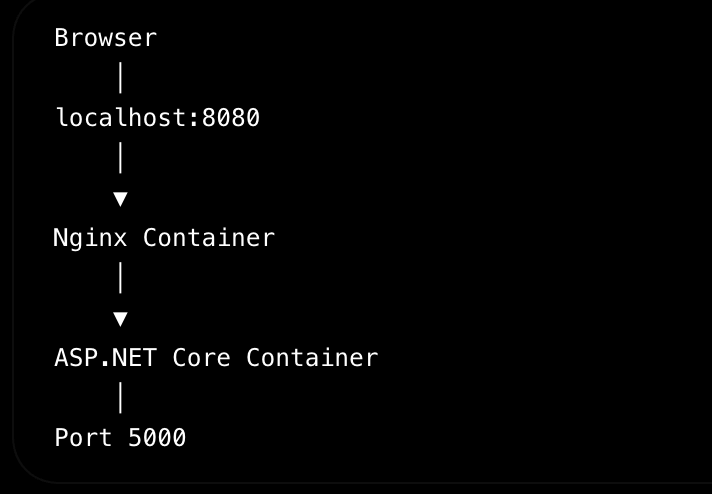 Browser
│
localhost:8080
│
▼
Nginx Container
│
▼
ASP.NET Core Container
│
Port 5000